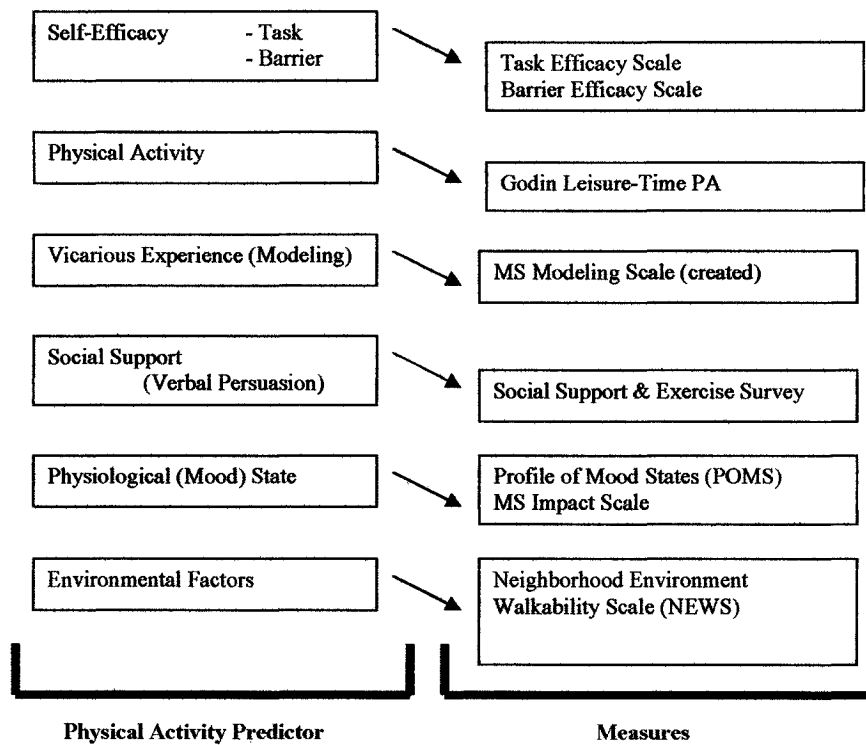 Self-Efficacy - Task
- Barrier
Task Efficacy Scale
Barrier Efficacy Scale
Physical Activity
Godin Leisure-Time PA
Vicarious Experience (Modeling)
MS Modeling Scale (created)
Social Support
(Verbal Persuasion)
Social Support & Exercise Survey
Physiological (Mood) State
Profile of Mood States (POMS)
MS Impact Scale
Environmental Factors
Neighborhood Environment
Walkability Scale (NEWS)
Physical Activity Predictor
Measures